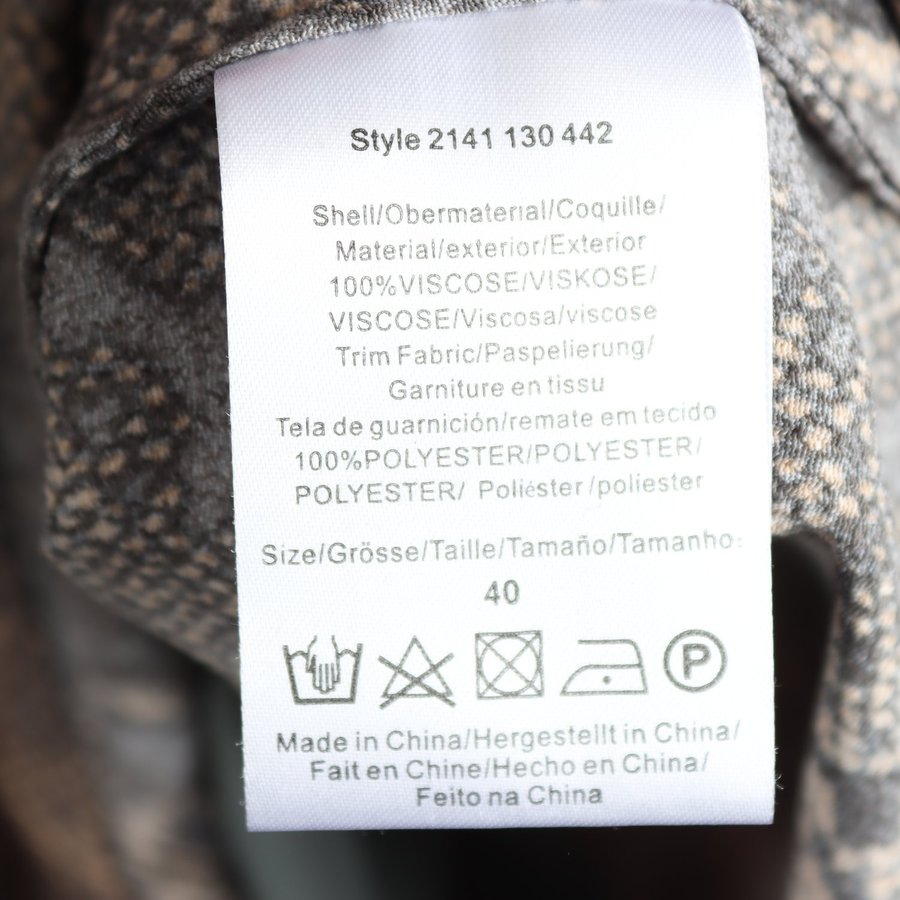 Style 2141 130 442
Shell/Obermaterial/Coquille/
Material/exterior/Exterior
100%VISCOSE/VISKOSE/
VISCOSE/Viscosa/viscose
Trim Fabric/Paspelierung/
Garniture en tissu
Tela de guarnición/remate em tecido
100%POLYESTER/POLYESTER/
POLYESTER/ Poliéster/poliester
Size/Grösse/Taille/Tamaño/Tamanho:
40
P
Made in China/Hergestellt in China/
Fait en Chine/Hecho en China/
Feito na China